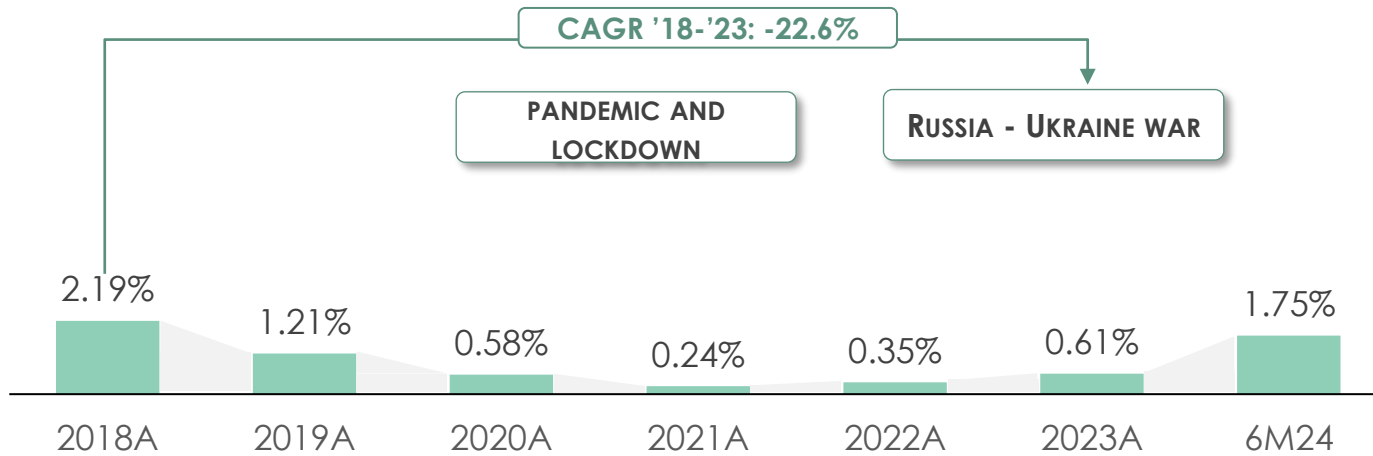 CAGR ’18-’23: -22.6%
PANDEMIC AND
LOCKDOWN
RUSSIA - UKRAINE WAR
2.19%
1.21%
0.58%
0.24%
0.35%
0.61%
1.75%
2018A
2019A
2020A
2021A
2022A
2023A
6M24